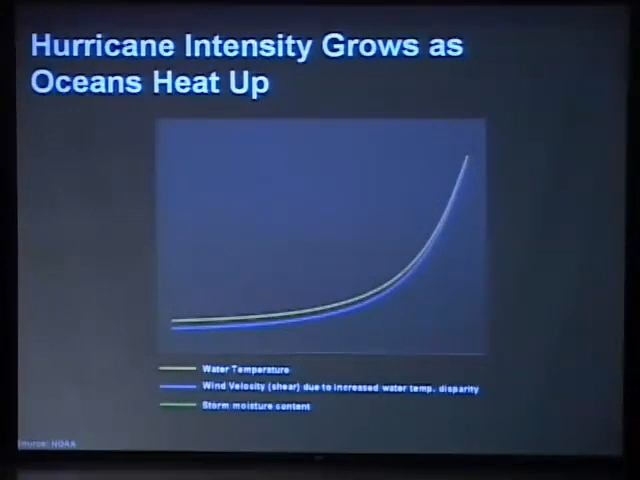 Hurricane Intensity Grows as
Oceans Heat Up
Water Temperature
Wind Velocity (shear) due to increased water temp. disparity
Storm moisture content
Source: NOAA